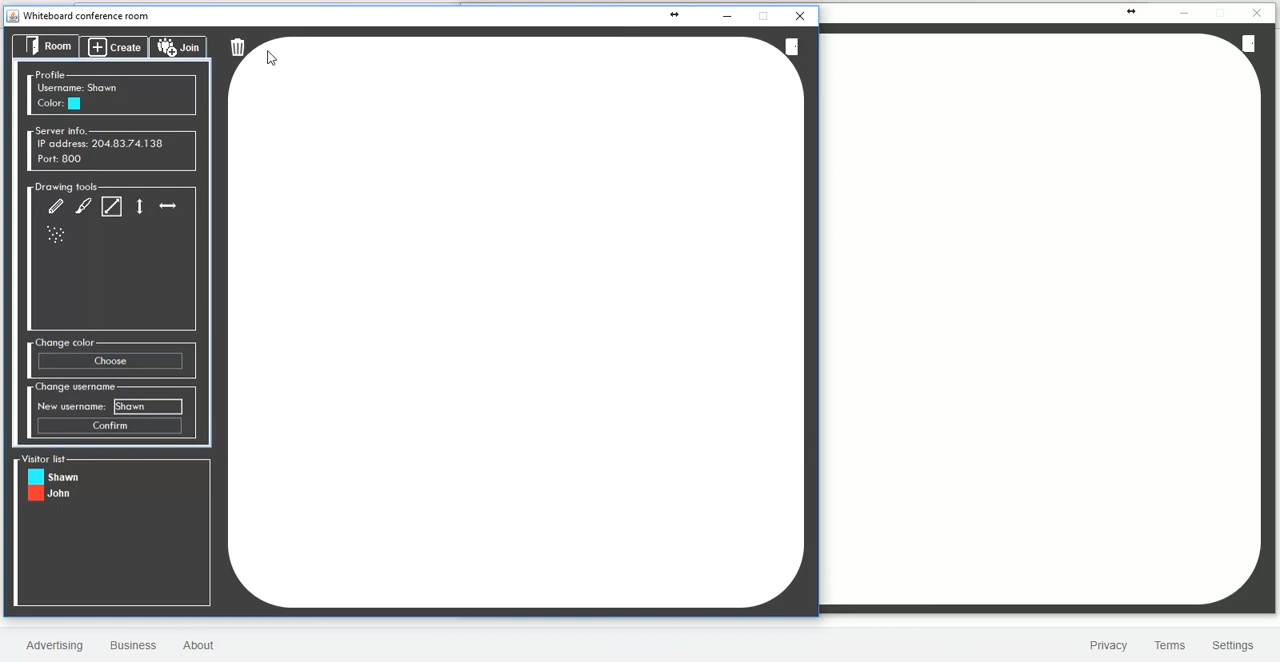 Whiteboard conference room
Room Create Join
Profile
Username: Shawn
Color:
Server info.
IP address: 204.83.74.138
Port: 800
Drawing tools
Change color
Choose
Change username
New username: Shawn
Confirm
Visitor list
Shawn
John
Advertising Business About Privacy Terms Settings